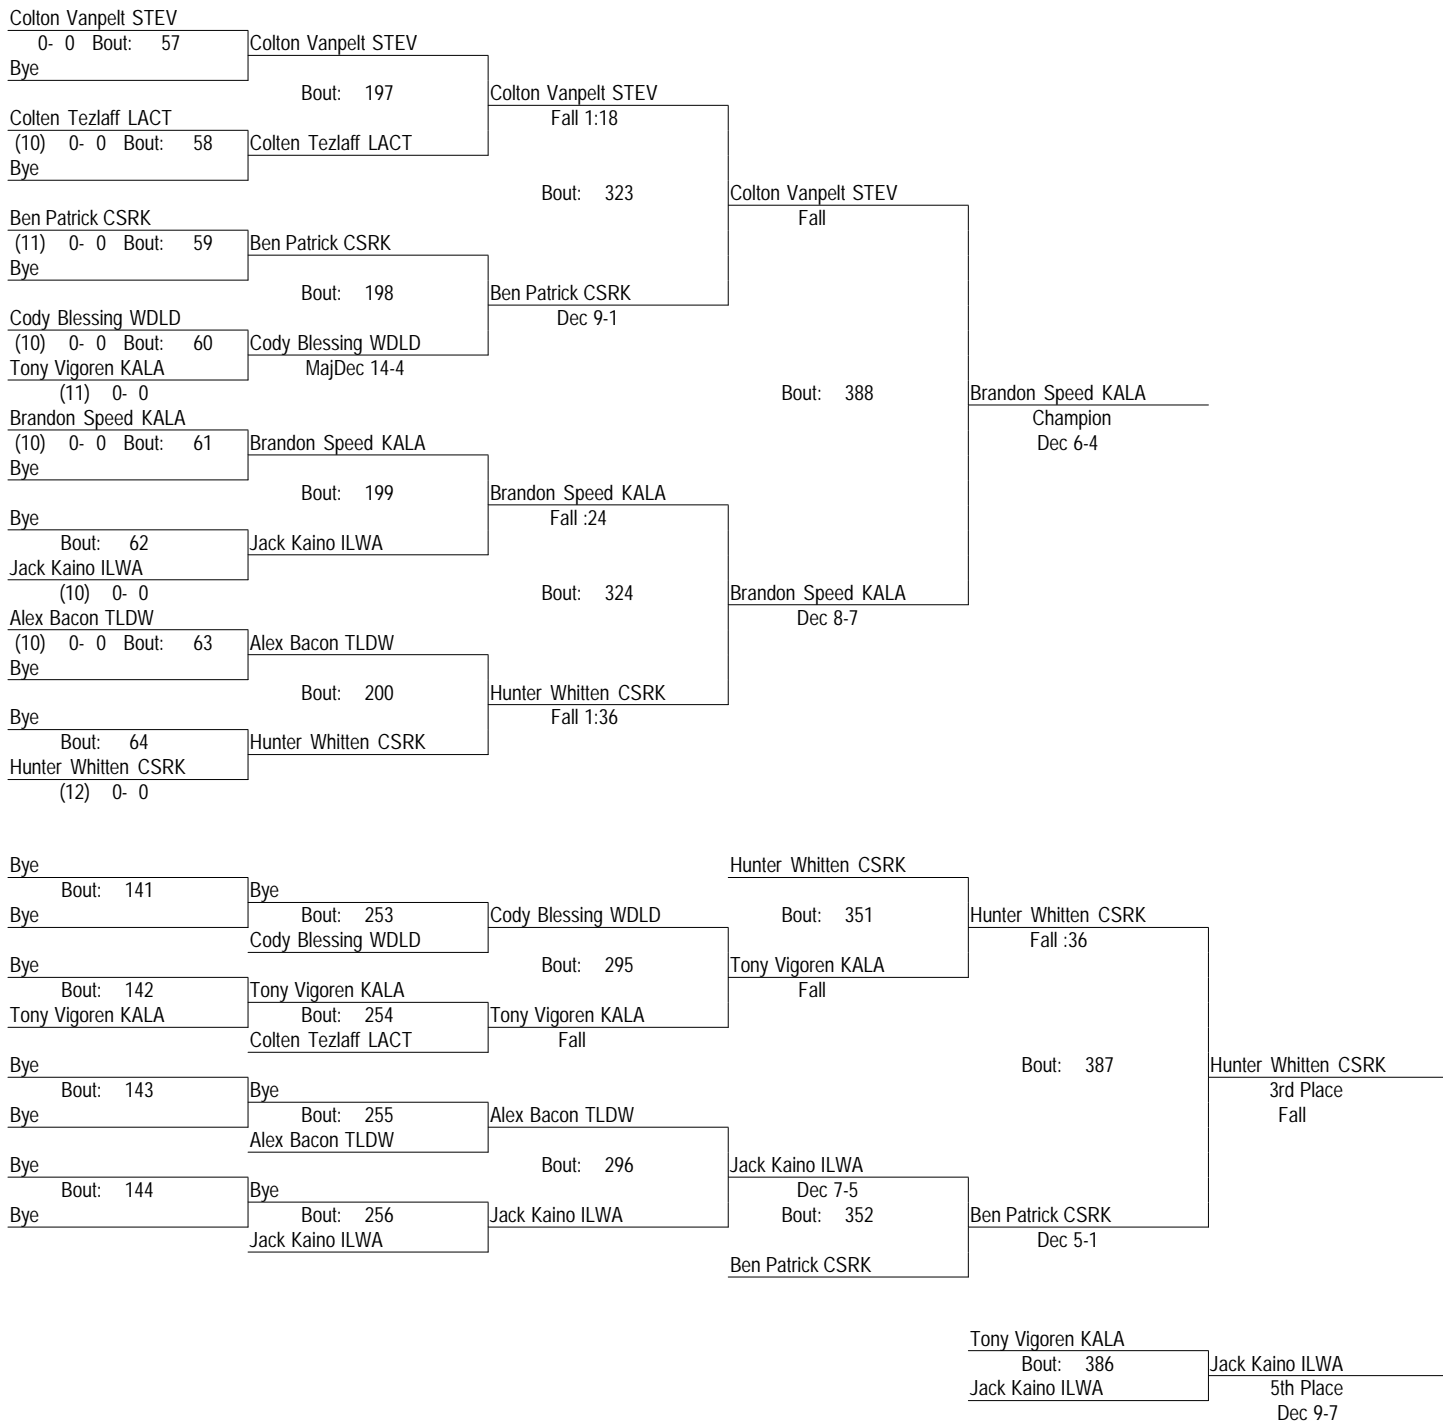 Colton Vanpelt STEV
0- 0 Bout: 57 Colton Vanpelt STEV
Bye
Bout: 197 Colton Vanpelt STEV
Colten Tezlaff LACT Fall 1:18
(10) 0- 0 Bout: 58 Colten Tezlaff LACT
Bye
Bout: 323 Colton Vanpelt STEV
Ben Patrick CSRK Fall
(11) 0- 0 Bout: 59 Ben Patrick CSRK
Bye
Bout: 198 Ben Patrick CSRK
Cody Blessing WDLD Dec 9-1
(10) 0- 0 Bout: 60 Cody Blessing WDLD
Tony Vigoren KALA MajDec 14-4
(11) 0- 0 Bout: 388 Brandon Speed KALA
Brandon Speed KALA Champion
(10) 0- 0 Bout: 61 Brandon Speed KALA Dec 6-4
Bye
Bout: 199 Brandon Speed KALA
Bye Fall :24
Bout: 62 Jack Kaino ILWA
Jack Kaino ILWA
(10) 0- 0 Bout: 324 Brandon Speed KALA
Alex Bacon TLDW Dec 8-7
(10) 0- 0 Bout: 63 Alex Bacon TLDW
Bye
Bout: 200 Hunter Whitten CSRK
Bye Fall 1:36
Bout: 64 Hunter Whitten CSRK
Hunter Whitten CSRK
(12) 0- 0
Bye Hunter Whitten CSRK
Bout: 141 Bye
Bye Bout: 253 Cody Blessing WDLD Bout: 351 Hunter Whitten CSRK
Cody Blessing WDLD Fall :36
Bye Bout: 295 Tony Vigoren KALA
Bout: 142 Tony Vigoren KALA Fall
Tony Vigoren KALA Bout: 254 Tony Vigoren KALA
Colten Tezlaff LACT Fall
Bye Bout: 387 Hunter Whitten CSRK
Bout: 143 Bye 3rd Place
Bye Bout: 255 Alex Bacon TLDW Fall
Alex Bacon TLDW
Bye Bout: 296 Jack Kaino ILWA
Bout: 144 Bye Dec 7-5
Bye Bout: 256 Jack Kaino ILWA Bout: 352 Ben Patrick CSRK
Jack Kaino ILWA Dec 5-1
Ben Patrick CSRK
Tony Vigoren KALA
Bout: 386 Jack Kaino ILWA
Jack Kaino ILWA 5th Place
Dec 9-7